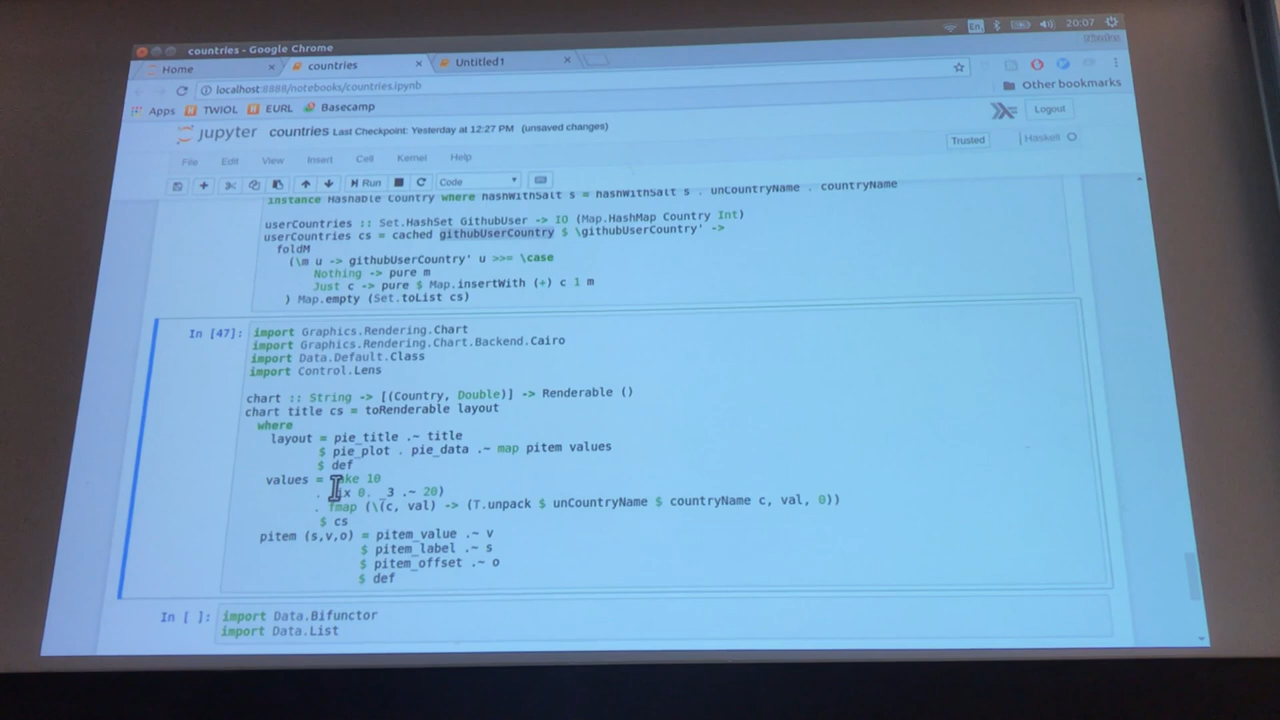 En 20:07
countries - Google Chrome
Home countries Untitled1
localhost:8888/notebooks/countries.ipynb
Apps TWIOL EURL Basecamp Other bookmarks
jupyter countries Last Checkpoint: Yesterday at 12:27 PM (unsaved changes) Logout
File Edit View Insert Cell Kernel Help Trusted Haskell
Run Code
instance Hashable Country where hashWithSalt s = hashWithSalt s . unCountryName . countryName
userCountries :: Set.HashSet GithubUser -> IO (Map.HashMap Country Int)
userCountries cs = cached githubUserCountry $ \githubUserCountry' ->
foldM
(\m u -> githubUserCountry' u >>= \case
Nothing -> pure m
Just c -> pure $ Map.insertWith (+) c 1 m
) Map.empty (Set.toList cs)
In [47]: import Graphics.Rendering.Chart
import Graphics.Rendering.Chart.Backend.Cairo
import Data.Default.Class
import Control.Lens
chart :: String -> [(Country, Double)] -> Renderable ()
chart title cs = toRenderable layout
where
layout = pie_title .~ title
$ pie_plot . pie_data .~ map pitem values
$ def
values = take 10
. (ix 0. _3 .~ 20)
. fmap (\(c, val) -> (T.unpack $ unCountryName $ countryName c, val, 0))
$ cs
pitem (s,v,o) = pitem_value .~ v
$ pitem_label .~ s
$ pitem_offset .~ o
$ def
In [ ]: import Data.Bifunctor
import Data.List